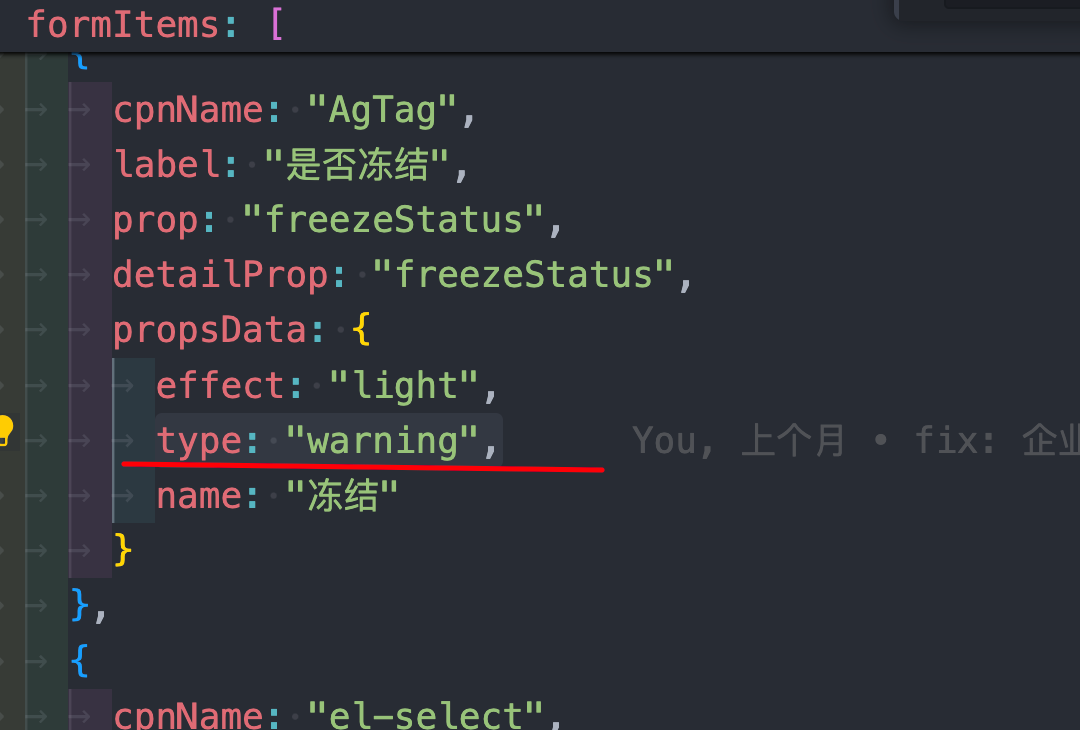 formItems: [
{
cpnName: "AgTag",
label: "是否冻结",
prop: "freezeStatus",
detailProp: "freezeStatus",
propsData: {
effect: "light",
type: "warning", You, 上个月 • fix: 企业
name: "冻结"
}
},
{
cpnName: "el-select",